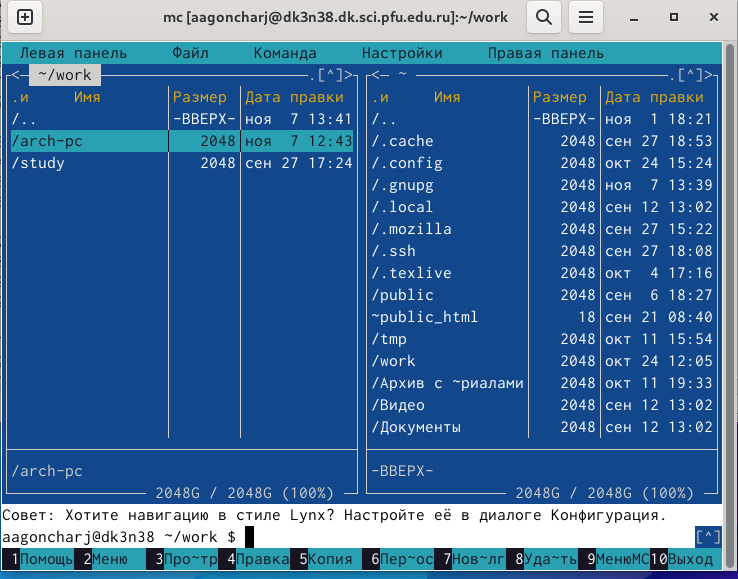 mc [aagoncharj@dk3n38.dk.sci.pfu.edu.ru]:~/work
Левая панель Файл Команда Настройки Правая панель
<─ ~/work .[^]>
.и Имя Размер Дата правки
/.. -ВВЕРХ- ноя 7 13:41
/arch-pc 2048 ноя 7 12:43
/study 2048 сен 27 17:24
/arch-pc
2048G / 2048G (100%)
<─ ~ .[^]>
.и Имя Размер Дата правки
/.. -ВВЕРХ- ноя 1 18:21
/.cache 2048 сен 27 18:53
/.config 2048 окт 24 15:24
/.gnupg 2048 ноя 7 13:39
/.local 2048 сен 12 13:02
/.mozilla 2048 сен 27 15:22
/.ssh 2048 сен 27 18:08
/.texlive 2048 окт 4 17:16
/public 2048 сен 6 18:27
~public_html 18 сен 21 08:40
/tmp 2048 окт 11 15:54
/work 2048 окт 24 12:05
/Архив с ~риалами 2048 окт 11 19:33
/Видео 2048 сен 12 13:02
/Документы 2048 сен 12 13:02
-ВВЕРХ-
2048G / 2048G (100%)
Совет: Хотите навигацию в стиле Lynx? Настройте её в диалоге Конфигурация.
aagoncharj@dk3n38 ~/work $ [^]
1Помощь 2Меню 3Про~тр 4Правка 5Копия 6Пер~ос 7Нов~лг 8Уда~ть 9МенюMC 10Выход